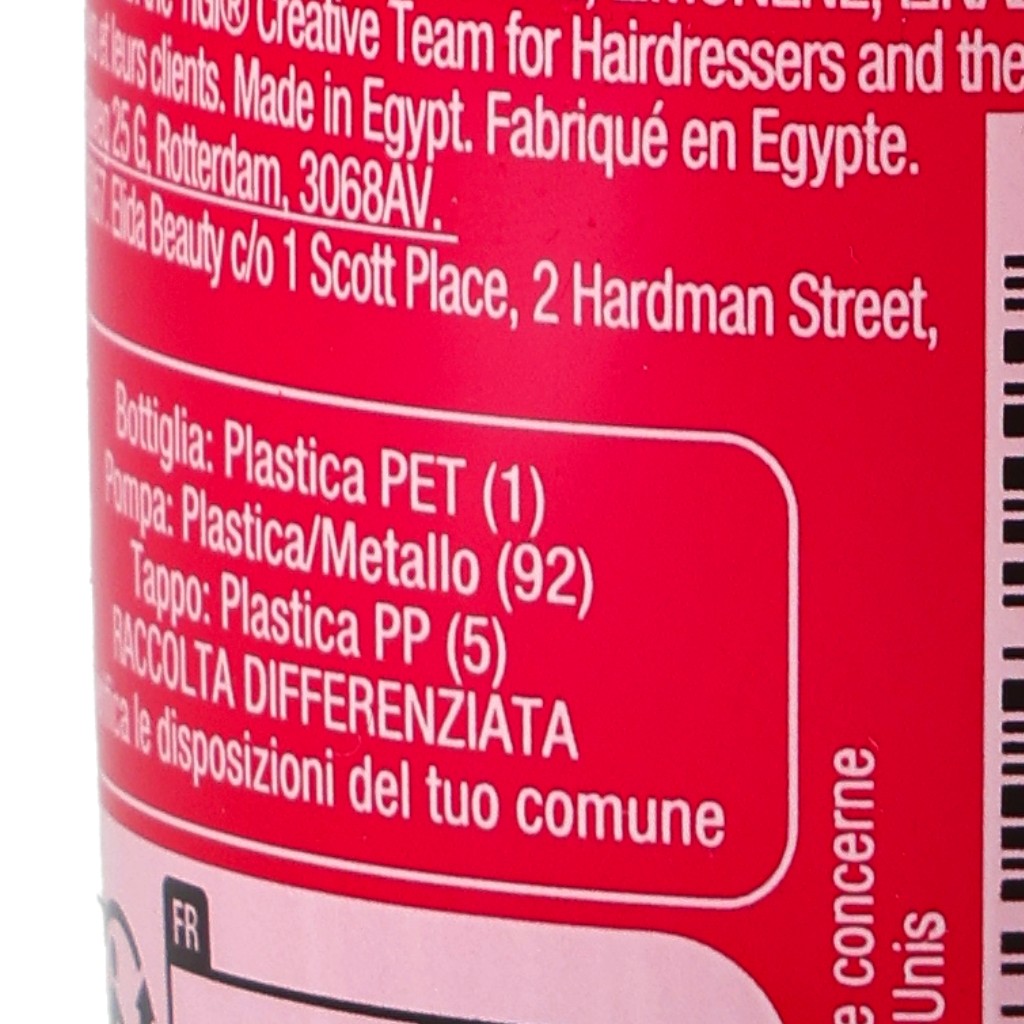 TIGI® Creative Team for Hairdressers and the
et leurs clients. Made in Egypt. Fabriqué en Egypte.
25 G, Rotterdam, 3068AV.
Elida Beauty c/o 1 Scott Place, 2 Hardman Street,
Bottiglia: Plastica PET (1)
Pompa: Plastica/Metallo (92)
Tappo: Plastica PP (5)
RACCOLTA DIFFERENZIATA
le disposizioni del tuo comune
FR
concerne
Unis